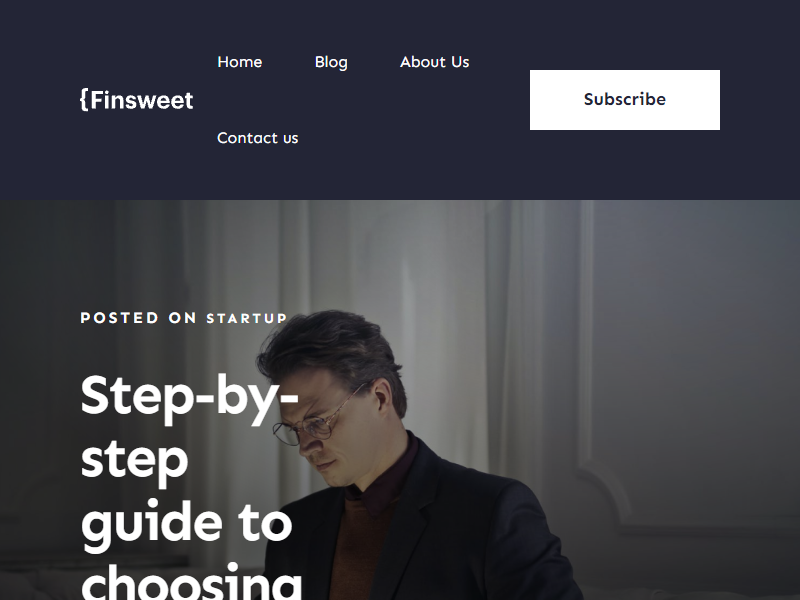 {Finsweet
Home Blog About Us
Contact us
Subscribe
POSTED ON STARTUP
Step-by-
step
guide to
choosing